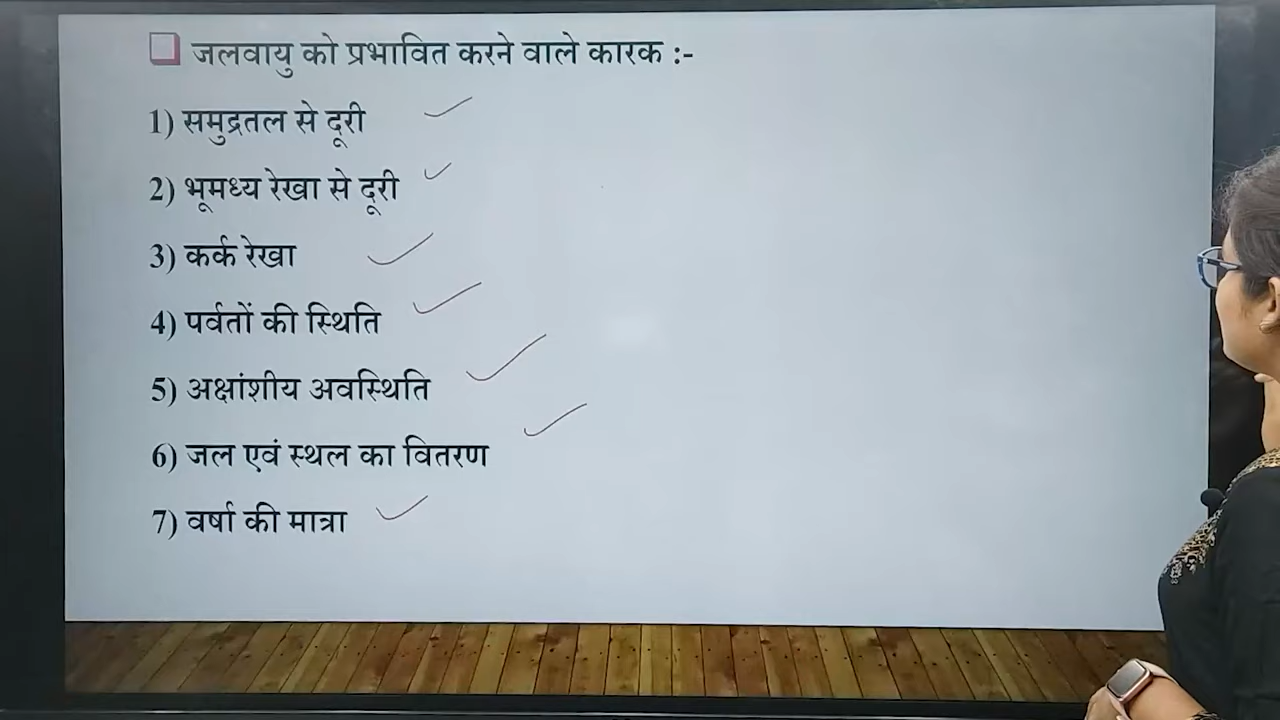 जलवायु को प्रभावित करने वाले कारक :-
1) समुद्रतल से दूरी
2) भूमध्य रेखा से दूरी
3) कर्क रेखा
4) पर्वतों की स्थिति
5) अक्षांशीय अवस्थिति
6) जल एवं स्थल का वितरण
7) वर्षा की मात्रा